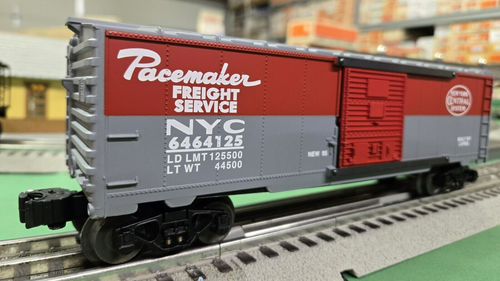 Pacemaker
FREIGHT
SERVICE
NYC
6464125
LD LMT 125500
LT WT 44500
NEW
NEW YORK
CENTRAL
SYSTEM